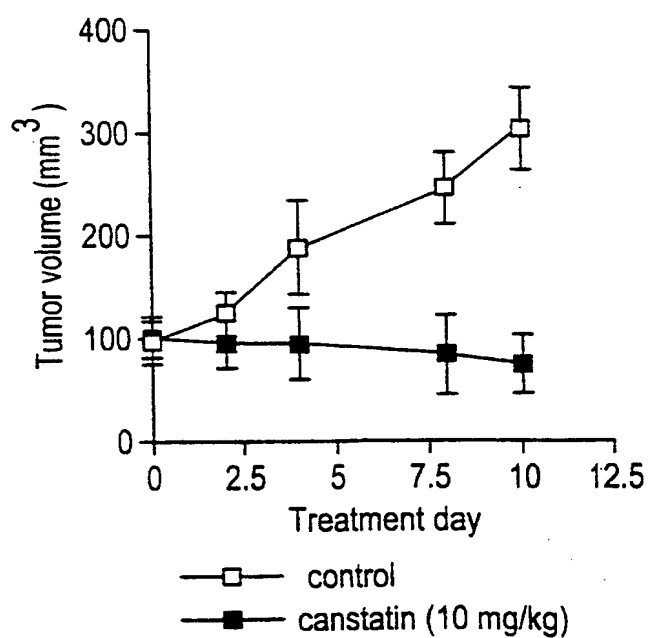 400
300
200
100
0
Tumor volume (mm³)
0 2.5 5 7.5 10 12.5
Treatment day
control
canstatin (10 mg/kg)